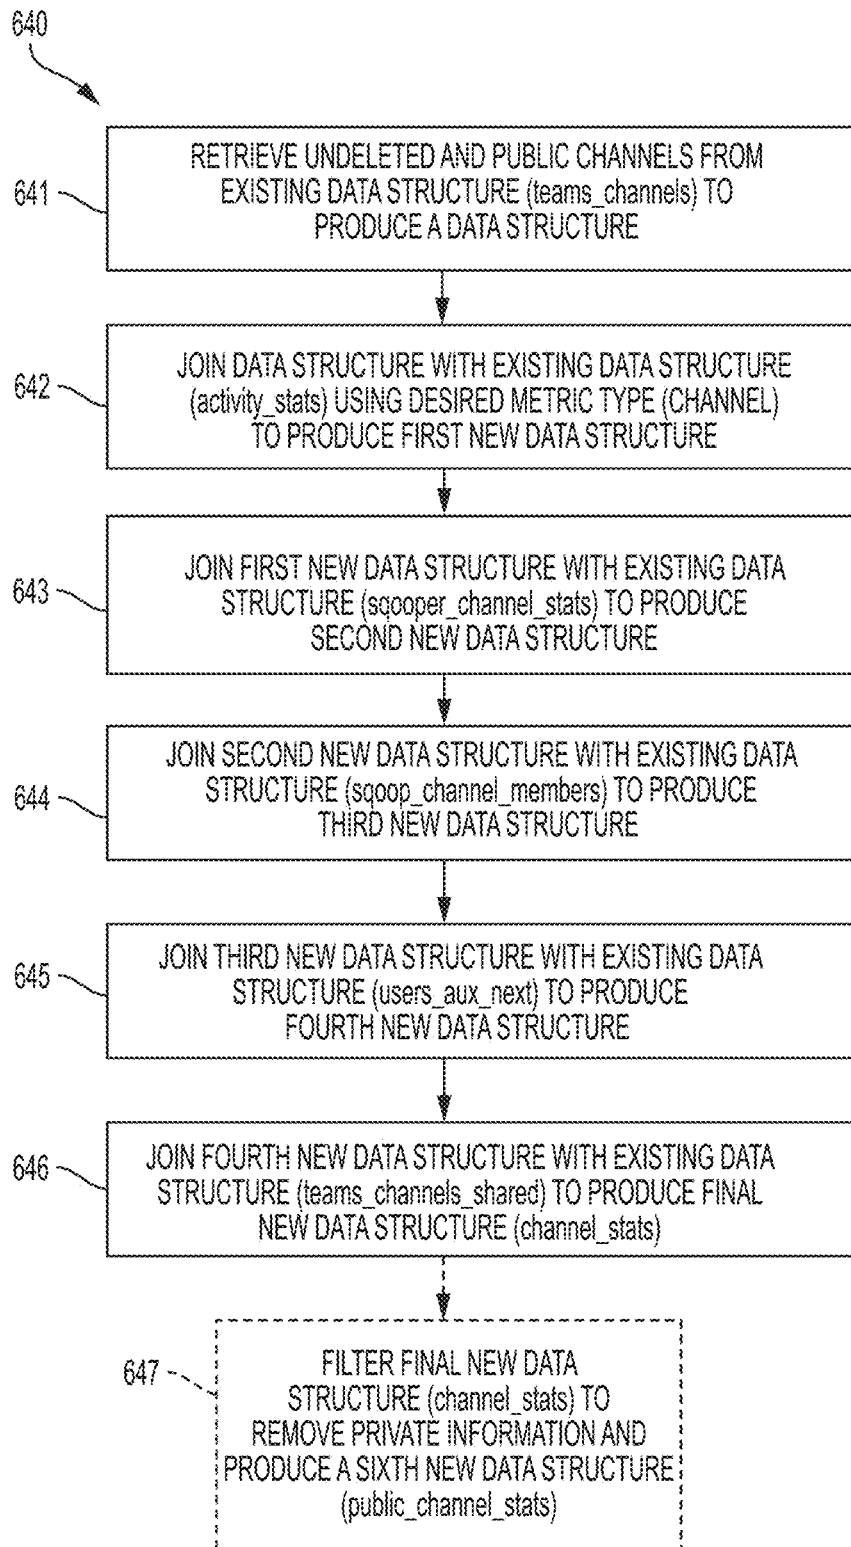 640
641
RETRIEVE UNDELETED AND PUBLIC CHANNELS FROM
EXISTING DATA STRUCTURE (teams_channels) TO
PRODUCE A DATA STRUCTURE
642
JOIN DATA STRUCTURE WITH EXISTING DATA STRUCTURE
(activity_stats) USING DESIRED METRIC TYPE (CHANNEL)
TO PRODUCE FIRST NEW DATA STRUCTURE
643
JOIN FIRST NEW DATA STRUCTURE WITH EXISTING DATA
STRUCTURE (sqooper_channel_stats) TO PRODUCE
SECOND NEW DATA STRUCTURE
644
JOIN SECOND NEW DATA STRUCTURE WITH EXISTING DATA
STRUCTURE (sqoop_channel_members) TO PRODUCE
THIRD NEW DATA STRUCTURE
645
JOIN THIRD NEW DATA STRUCTURE WITH EXISTING DATA
STRUCTURE (users_aux_next) TO PRODUCE
FOURTH NEW DATA STRUCTURE
646
JOIN FOURTH NEW DATA STRUCTURE WITH EXISTING DATA
STRUCTURE (teams_channels_shared) TO PRODUCE FINAL
NEW DATA STRUCTURE (channel_stats)
647
FILTER FINAL NEW DATA
STRUCTURE (channel_stats) TO
REMOVE PRIVATE INFORMATION AND
PRODUCE A SIXTH NEW DATA STRUCTURE
(public_channel_stats)